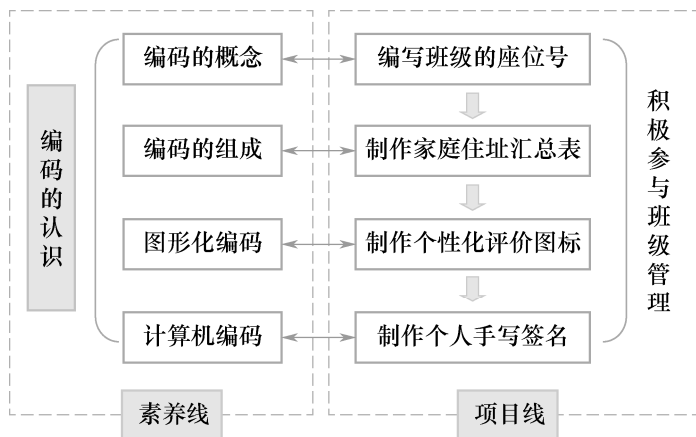 编码的认识
编码的概念
编写班级的座位号
编码的组成
制作家庭住址汇总表
图形化编码
制作个性化评价图标
计算机编码
制作个人手写签名
积极参与班级管理
素养线
项目线